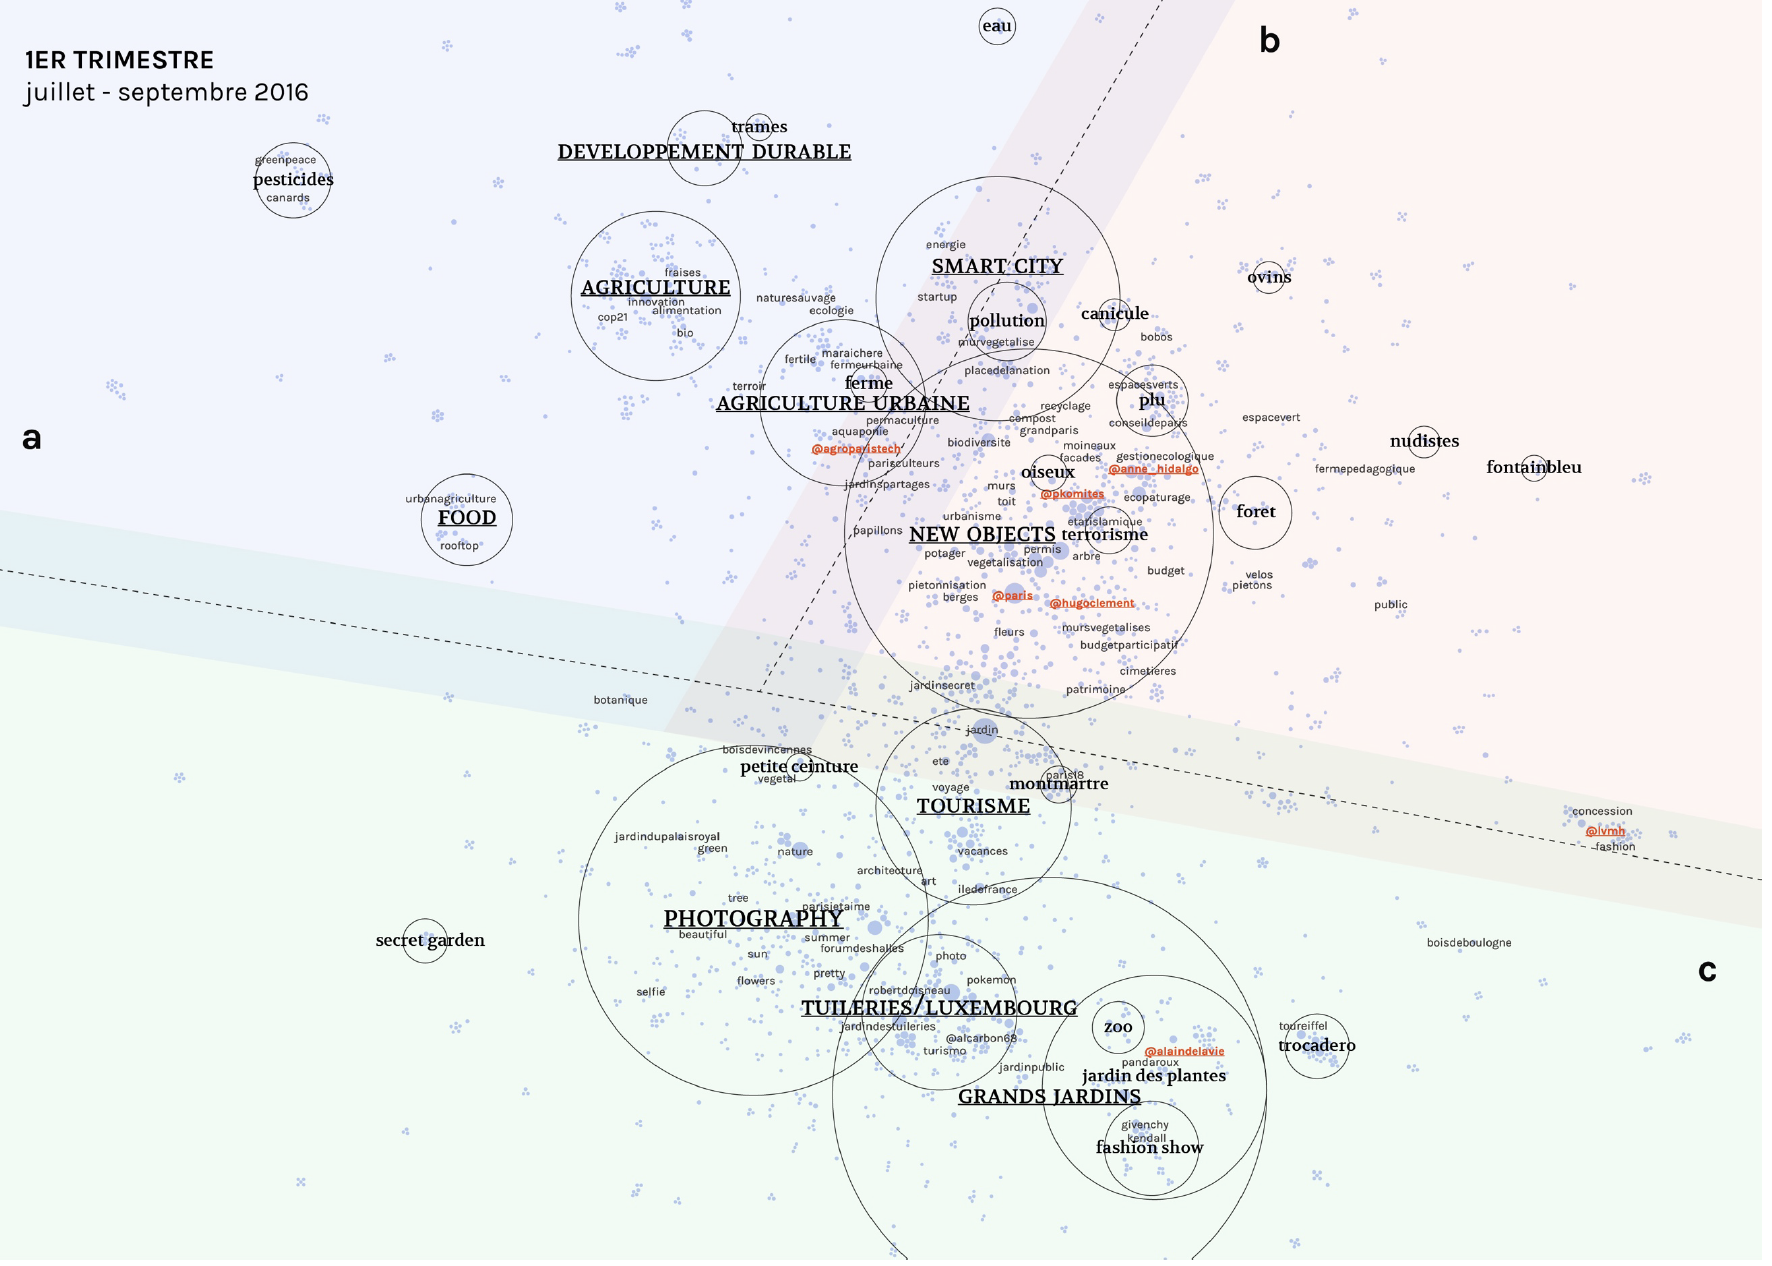 1ER TRIMESTRE
juillet - septembre 2016
eau
b
trames
DEVELOPPEMENT DURABLE
greenpeace
pesticides
canards
energie
SMART CITY
startup
pollution
murvegetalise
placedelanation
canicule
bobos
ovins
fraises
AGRICULTURE
innovation
alimentation
cop21
bio
naturesauvage
ecologie
maraichere
fertile
fermeurbaine
ferme
terroir
AGRICULTURE URBAINE
permaculture
aquaponie
@agroparistech
parisculteurs
jardinspartages
espacesverts
plu
conseildeparis
recyclage
compost
grandparis
biodiversite
moineaux
facades
gestionecologique
oiseux
@anne_hidalgo
murs
@pkomites
ecopaturage
toit
urbanisme
etatislamique
papillons
NEW OBJECTS
terrorisme
permis
potager
arbre
vegetalisation
budget
pietonnisation
berges
@paris
@hugoclement
fleurs
mursvegetalises
budgetparticipatif
cimetieres
jardinsecret
patrimoine
espacevert
nudistes
fermepedagogique
fontainbleu
foret
velos
pietons
public
a
urbanagriculture
FOOD
rooftop
botanique
jardin
boisdevincennes
petite ceinture
vegetal
ete
paris18
montmartre
voyage
TOURISME
concession
@lvmh
fashion
jardindupalaisroyal
green
nature
vacances
architecture
art
iledefrance
tree
parisjetaime
PHOTOGRAPHY
beautiful
summer
forumdeshalles
sun
photo
pretty
flowers
pokemon
selfie
robertdoisneau
TUILERIES/LUXEMBOURG
jardindestuileries
@alcarbon68
turismo
jardinpublic
secret garden
boisdeboulogne
c
zoo
@alaindelavie
pandaroux
jardin des plantes
GRANDS JARDINS
givenchy
kendall
fashion show
toureiffel
trocadero